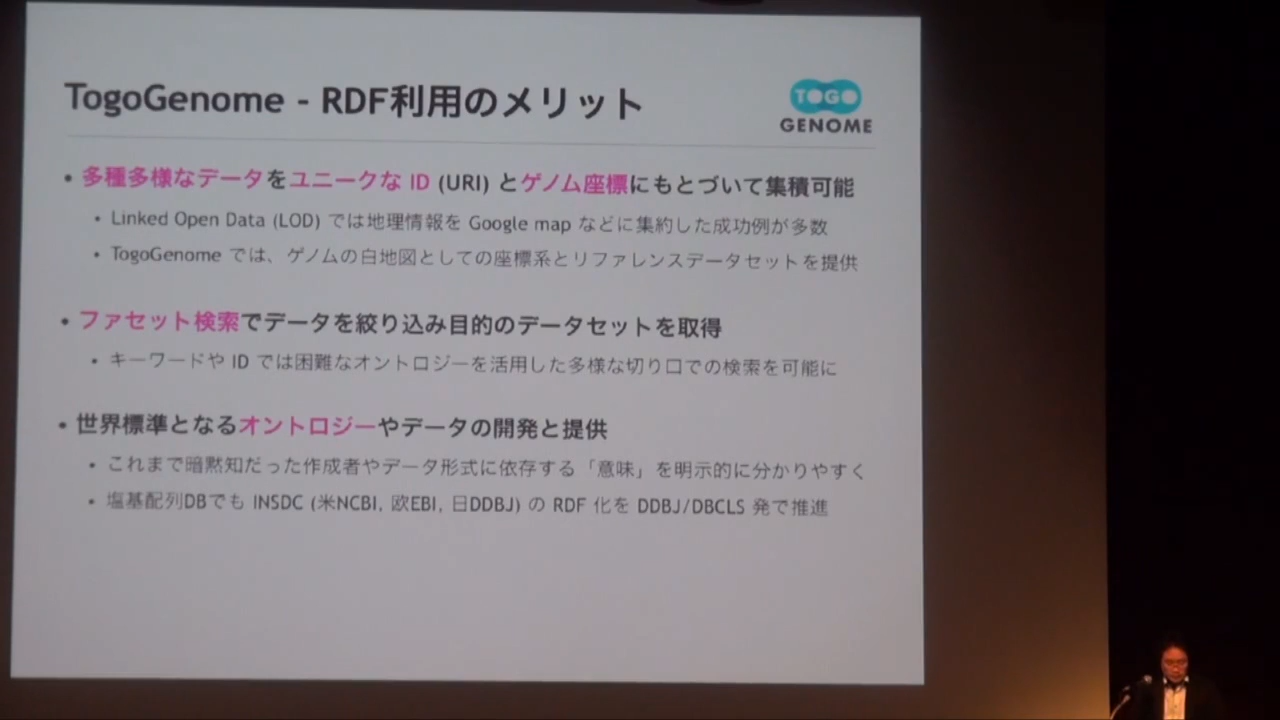 TogoGenome - RDF利用のメリット
TOGO
GENOME
• 多種多様なデータをユニークな ID (URI) とゲノム座標にもとづいて集積可能
• Linked Open Data (LOD) では地理情報を Google map などに集約した成功例が多数
• TogoGenome では、ゲノムの白地図としての座標系とリファレンスデータセットを提供
• ファセット検索でデータを絞り込み目的のデータセットを取得
• キーワードや ID では困難なオントロジーを活用した多様な切り口での検索を可能に
• 世界標準となるオントロジーやデータの開発と提供
• これまで暗黙知だった作成者やデータ形式に依存する「意味」を明示的に分かりやすく
• 塩基配列DBでも INSDC (米NCBI, 欧EBI, 日DDBJ) の RDF 化を DDBJ/DBCLS 発で推進